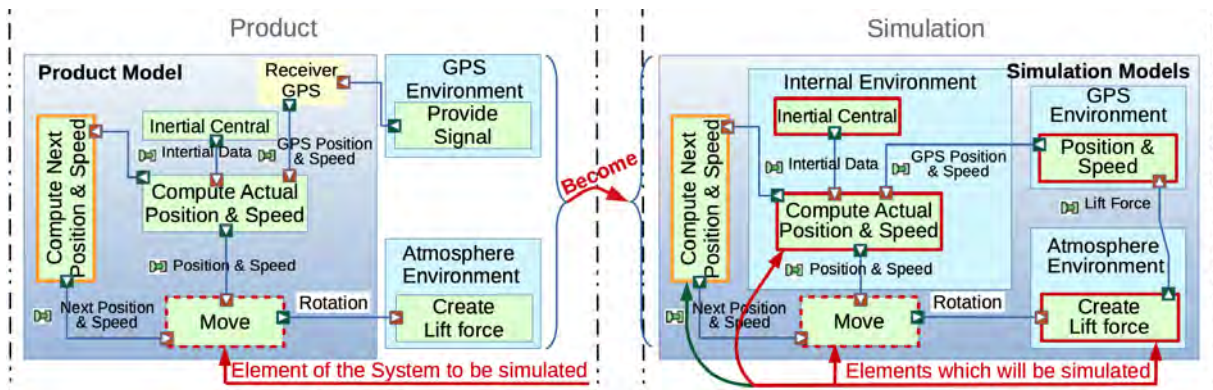 Product
Product Model
Receiver
GPS
GPS
Environment
Provide
Signal
Inertial Central
Intertial Data
GPS Position
& Speed
Compute Next
Position & Speed
Compute Actual
Position & Speed
Position & Speed
Atmosphere
Environment
Create
Lift force
Next Position
& Speed
Move
Rotation
Element of the System to be simulated
Become
Simulation
Simulation Models
Internal Environment
GPS
Environment
Inertial Central
Intertial Data
GPS Position
& Speed
Position &
Speed
Compute Next
Position & Speed
Compute Actual
Position & Speed
Lift Force
Position & Speed
Atmosphere
Environment
Create
Lift force
Next Position
& Speed
Move
Rotation
Elements which will be simulated